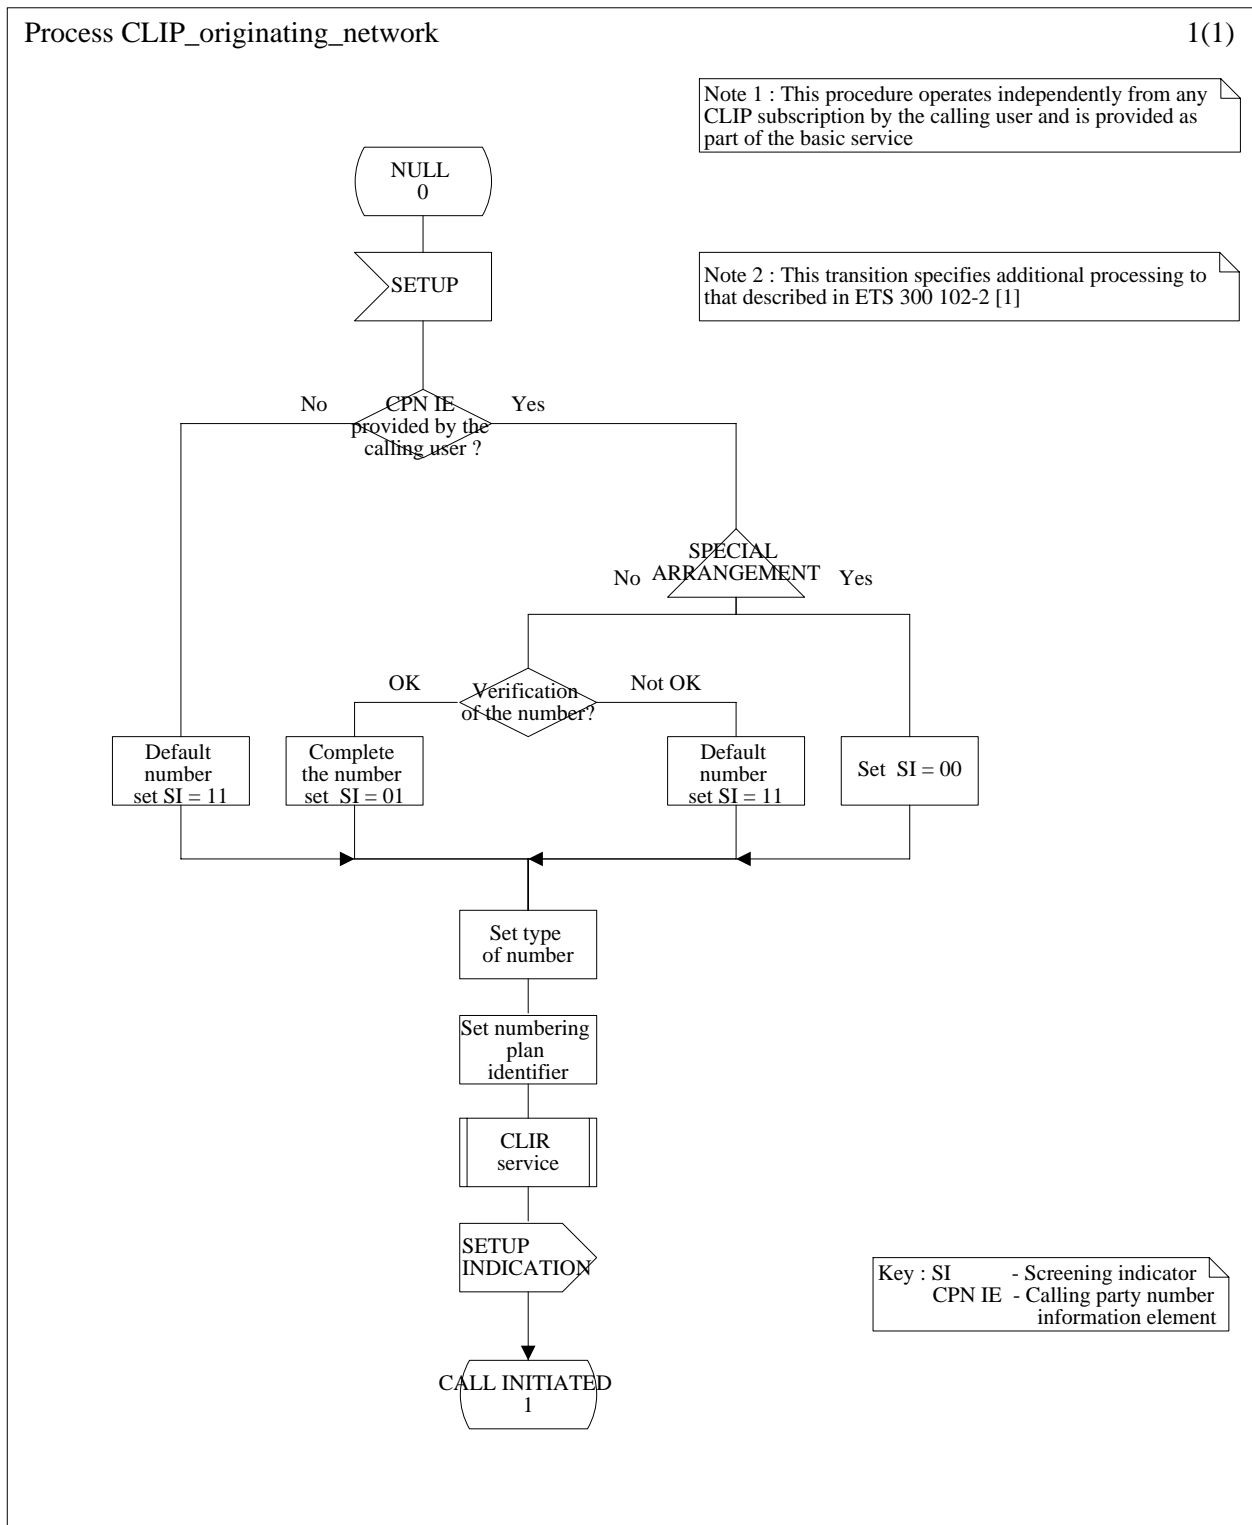 Process CLIP_originating_network
1(1)
Note 1 : This procedure operates independently from any
CLIP subscription by the calling user and is provided as
part of the basic service
NULL
0
SETUP
Note 2 : This transition specifies additional processing to
that described in ETS 300 102-2 [1]
No
CPN IE
provided by the
calling user ?
Yes
SPECIAL
ARRANGEMENT
No
Yes
OK
Verification
of the number?
Not OK
Default
number
set SI = 11
Complete
the number
set SI = 01
Default
number
set SI = 11
Set SI = 00
Set type
of number
Set numbering
plan
identifier
CLIR
service
SETUP
INDICATION
Key : SI - Screening indicator
CPN IE - Calling party number
information element
CALL INITIATED
1